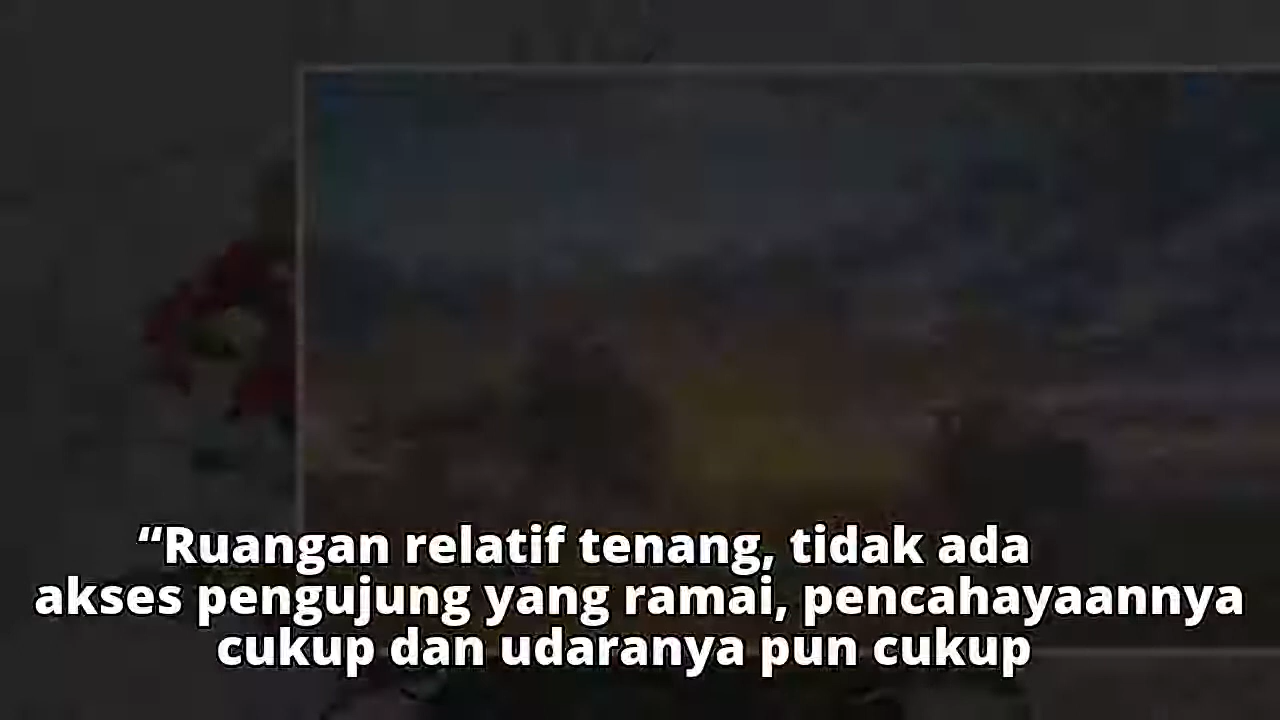 “Ruangan relatif tenang, tidak ada
akses pengujung yang ramai, pencahayaannya
cukup dan udaranya pun cukup